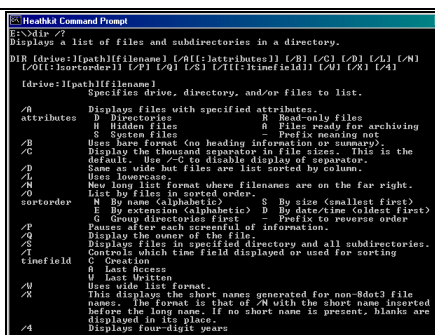 Heathkit Command Prompt
E:\>dir /?
Displays a list of files and subdirectories in a directory.
DIR [drive:][path][filename] [/A[[:]attributes]] [/B] [/C] [/D] [/L] [/N]
[/O[[:]sortorder]] [/P] [/Q] [/S] [/T[[:]timefield]] [/W] [/X] [/4]
[drive:][path][filename]
Specifies drive, directory, and/or files to list.
/A Displays files with specified attributes.
attributes D Directories R Read-only files
H Hidden files A Files ready for archiving
S System files - Prefix meaning not
/B Uses bare format (no heading information or summary).
/C Display the thousand separator in file sizes. This is the
default. Use /-C to disable display of separator.
/D Same as wide but files are list sorted by column.
/L Uses lowercase.
/N New long list format where filenames are on the far right.
/O List by files in sorted order.
sortorder N By name (alphabetic) S By size (smallest first)
E By extension (alphabetic) D By date/time (oldest first)
G Group directories first - Prefix to reverse order
/P Pauses after each screenful of information.
/Q Display the owner of the file.
/S Displays files in specified directory and all subdirectories.
/T Controls which time field displayed or used for sorting
timefield C Creation
A Last Access
W Last Written
/W Uses wide list format.
/X This displays the short names generated for non-8dot3 file
names. The format is that of /N with the short name inserted
before the long name. If no short name is present, blanks are
displayed in its place.
/4 Displays four-digit years